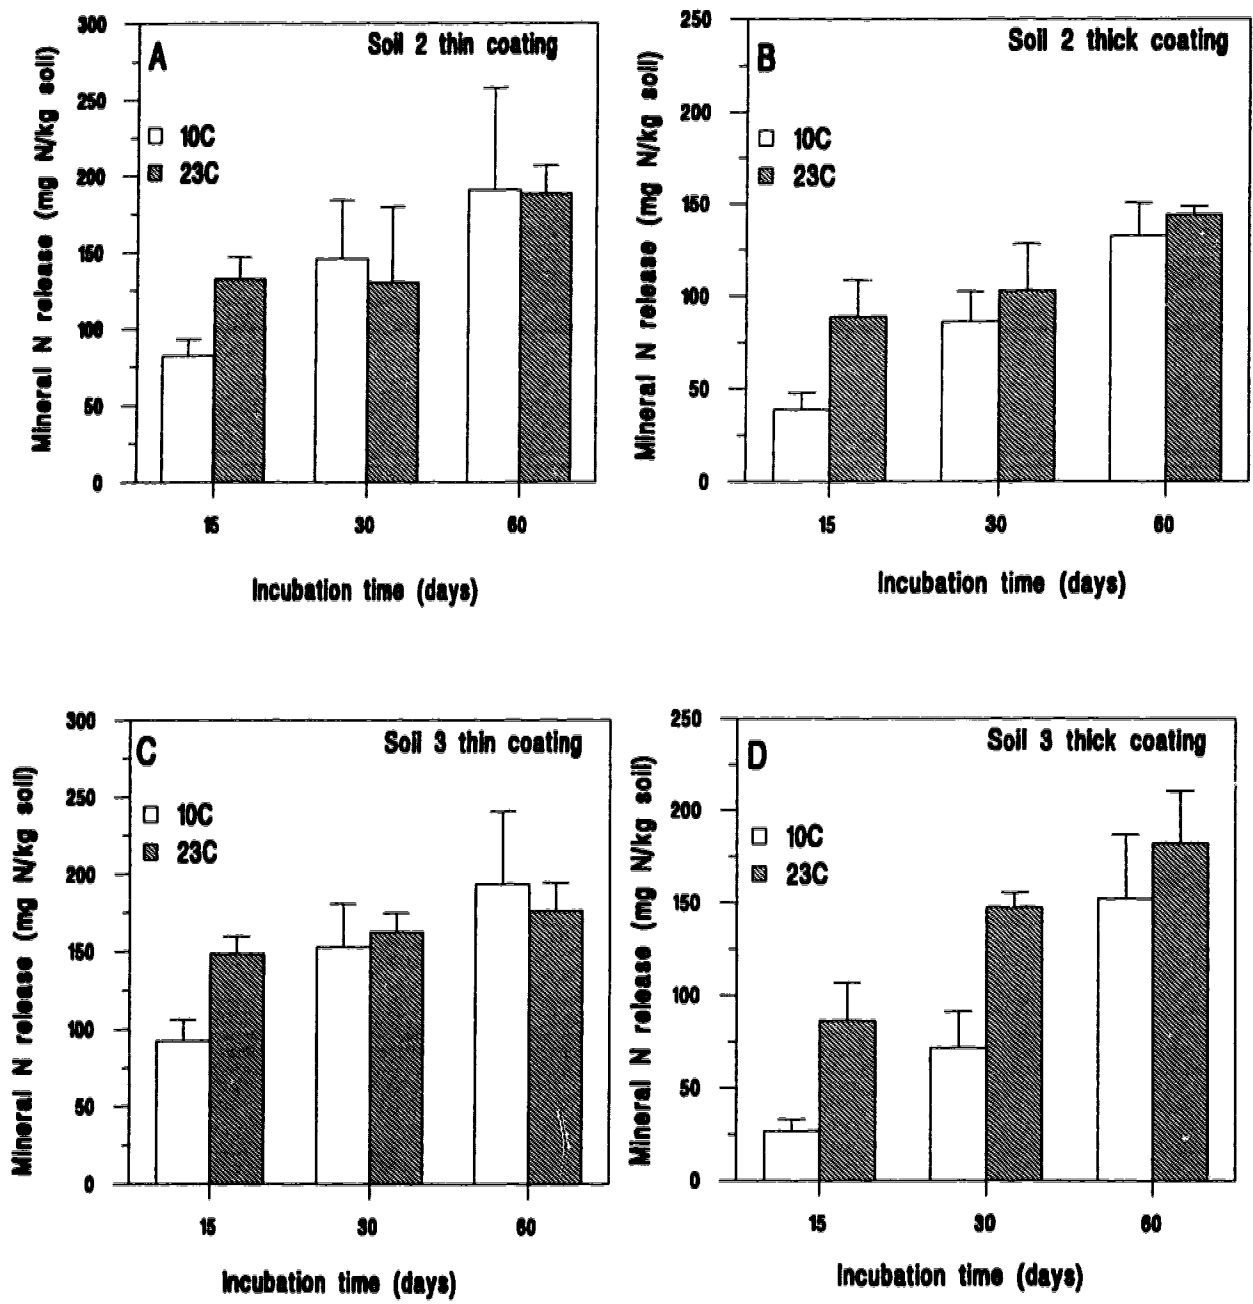 A
Soil 2 thin coating
10C
23C
300
250
200
150
100
50
0
Mineral N release (mg N/kg soil)
15 30 60
Incubation time (days)
B
Soil 2 thick coating
10C
23C
250
200
150
100
50
0
Mineral N release (mg N/kg soil)
15 30 60
Incubation time (days)
C
Soil 3 thin coating
10C
23C
300
250
200
150
100
50
0
Mineral N release (mg N/kg soil)
15 30 60
Incubation time (days)
D
Soil 3 thick coating
10C
23C
250
200
150
100
50
0
Mineral N release (mg N/kg soil)
15 30 60
Incubation time (days)